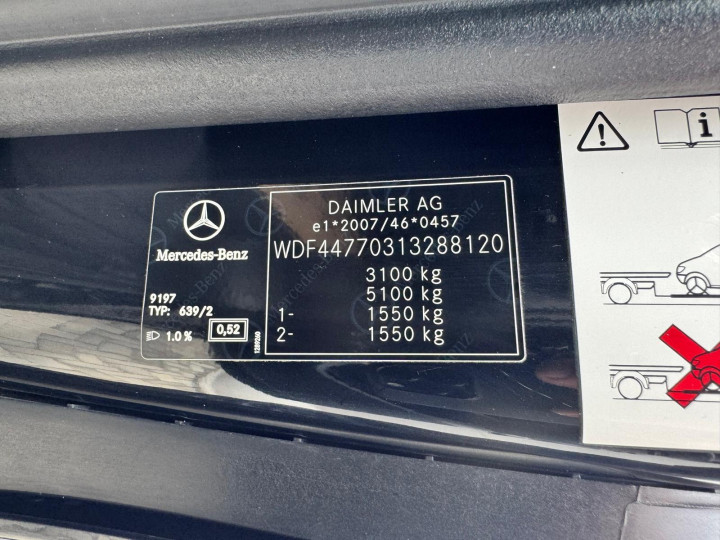 Mercedes-Benz
9197
TYP: 639/2
1.0 %
0,52
1289260
DAIMLER AG
e1*2007/46*0457
WDF44770313288120
3100 kg
5100 kg
1- 1550 kg
2- 1550 kg
i